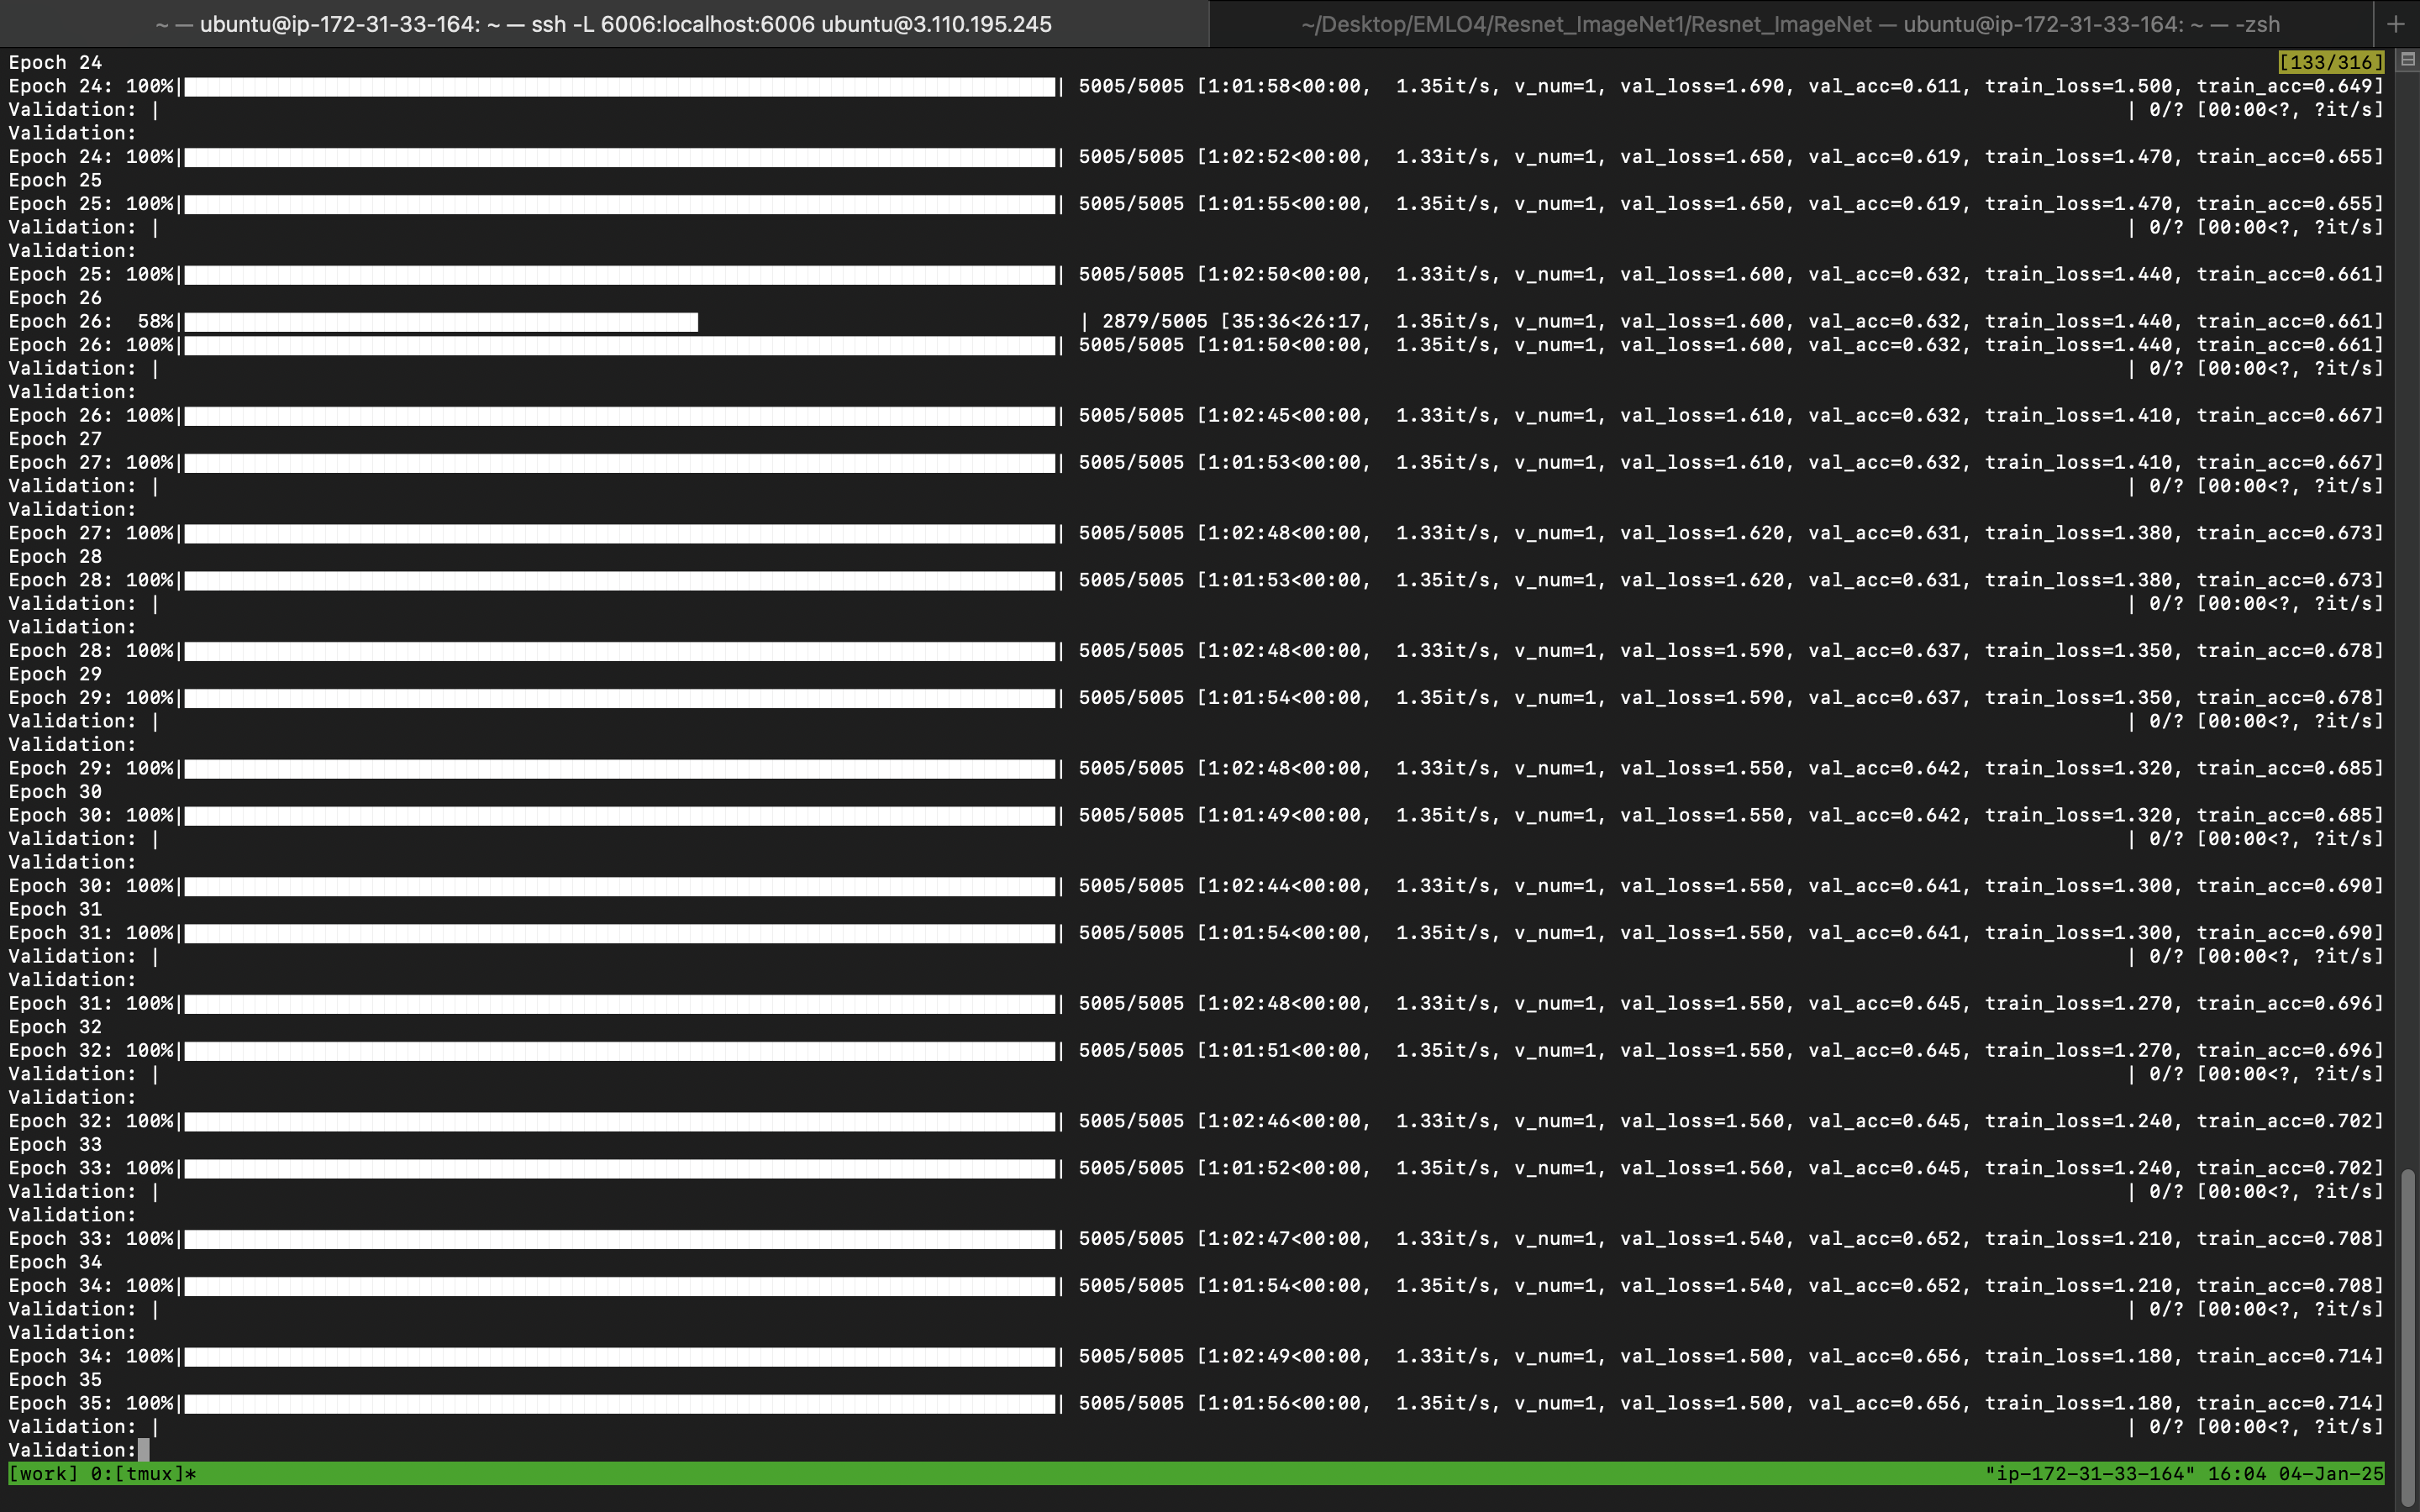 ~ — ubuntu@ip-172-31-33-164: ~ — ssh -L 6006:localhost:6006 ubuntu@3.110.195.245
~/Desktop/EMLO4/Resnet_ImageNet1/Resnet_ImageNet — ubuntu@ip-172-31-33-164: ~ — -zsh
+
Epoch 24 [133/316]
Epoch 24: 100%| | 5005/5005 [1:01:58<00:00, 1.35it/s, v_num=1, val_loss=1.690, val_acc=0.611, train_loss=1.500, train_acc=0.649]
Validation: | | 0/? [00:00<?, ?it/s]
Validation:
Epoch 24: 100%| | 5005/5005 [1:02:52<00:00, 1.33it/s, v_num=1, val_loss=1.650, val_acc=0.619, train_loss=1.470, train_acc=0.655]
Epoch 25
Epoch 25: 100%| | 5005/5005 [1:01:55<00:00, 1.35it/s, v_num=1, val_loss=1.650, val_acc=0.619, train_loss=1.470, train_acc=0.655]
Validation: | | 0/? [00:00<?, ?it/s]
Validation:
Epoch 25: 100%| | 5005/5005 [1:02:50<00:00, 1.33it/s, v_num=1, val_loss=1.600, val_acc=0.632, train_loss=1.440, train_acc=0.661]
Epoch 26
Epoch 26: 58%| | 2879/5005 [35:36<26:17, 1.35it/s, v_num=1, val_loss=1.600, val_acc=0.632, train_loss=1.440, train_acc=0.661]
Epoch 26: 100%| | 5005/5005 [1:01:50<00:00, 1.35it/s, v_num=1, val_loss=1.600, val_acc=0.632, train_loss=1.440, train_acc=0.661]
Validation: | | 0/? [00:00<?, ?it/s]
Validation:
Epoch 26: 100%| | 5005/5005 [1:02:45<00:00, 1.33it/s, v_num=1, val_loss=1.610, val_acc=0.632, train_loss=1.410, train_acc=0.667]
Epoch 27
Epoch 27: 100%| | 5005/5005 [1:01:53<00:00, 1.35it/s, v_num=1, val_loss=1.610, val_acc=0.632, train_loss=1.410, train_acc=0.667]
Validation: | | 0/? [00:00<?, ?it/s]
Validation:
Epoch 27: 100%| | 5005/5005 [1:02:48<00:00, 1.33it/s, v_num=1, val_loss=1.620, val_acc=0.631, train_loss=1.380, train_acc=0.673]
Epoch 28
Epoch 28: 100%| | 5005/5005 [1:01:53<00:00, 1.35it/s, v_num=1, val_loss=1.620, val_acc=0.631, train_loss=1.380, train_acc=0.673]
Validation: | | 0/? [00:00<?, ?it/s]
Validation:
Epoch 28: 100%| | 5005/5005 [1:02:48<00:00, 1.33it/s, v_num=1, val_loss=1.590, val_acc=0.637, train_loss=1.350, train_acc=0.678]
Epoch 29
Epoch 29: 100%| | 5005/5005 [1:01:54<00:00, 1.35it/s, v_num=1, val_loss=1.590, val_acc=0.637, train_loss=1.350, train_acc=0.678]
Validation: | | 0/? [00:00<?, ?it/s]
Validation:
Epoch 29: 100%| | 5005/5005 [1:02:48<00:00, 1.33it/s, v_num=1, val_loss=1.550, val_acc=0.642, train_loss=1.320, train_acc=0.685]
Epoch 30
Epoch 30: 100%| | 5005/5005 [1:01:49<00:00, 1.35it/s, v_num=1, val_loss=1.550, val_acc=0.642, train_loss=1.320, train_acc=0.685]
Validation: | | 0/? [00:00<?, ?it/s]
Validation:
Epoch 30: 100%| | 5005/5005 [1:02:44<00:00, 1.33it/s, v_num=1, val_loss=1.550, val_acc=0.641, train_loss=1.300, train_acc=0.690]
Epoch 31
Epoch 31: 100%| | 5005/5005 [1:01:54<00:00, 1.35it/s, v_num=1, val_loss=1.550, val_acc=0.641, train_loss=1.300, train_acc=0.690]
Validation: | | 0/? [00:00<?, ?it/s]
Validation:
Epoch 31: 100%| | 5005/5005 [1:02:48<00:00, 1.33it/s, v_num=1, val_loss=1.550, val_acc=0.645, train_loss=1.270, train_acc=0.696]
Epoch 32
Epoch 32: 100%| | 5005/5005 [1:01:51<00:00, 1.35it/s, v_num=1, val_loss=1.550, val_acc=0.645, train_loss=1.270, train_acc=0.696]
Validation: | | 0/? [00:00<?, ?it/s]
Validation:
Epoch 32: 100%| | 5005/5005 [1:02:46<00:00, 1.33it/s, v_num=1, val_loss=1.560, val_acc=0.645, train_loss=1.240, train_acc=0.702]
Epoch 33
Epoch 33: 100%| | 5005/5005 [1:01:52<00:00, 1.35it/s, v_num=1, val_loss=1.560, val_acc=0.645, train_loss=1.240, train_acc=0.702]
Validation: | | 0/? [00:00<?, ?it/s]
Validation:
Epoch 33: 100%| | 5005/5005 [1:02:47<00:00, 1.33it/s, v_num=1, val_loss=1.540, val_acc=0.652, train_loss=1.210, train_acc=0.708]
Epoch 34
Epoch 34: 100%| | 5005/5005 [1:01:54<00:00, 1.35it/s, v_num=1, val_loss=1.540, val_acc=0.652, train_loss=1.210, train_acc=0.708]
Validation: | | 0/? [00:00<?, ?it/s]
Validation:
Epoch 34: 100%| | 5005/5005 [1:02:49<00:00, 1.33it/s, v_num=1, val_loss=1.500, val_acc=0.656, train_loss=1.180, train_acc=0.714]
Epoch 35
Epoch 35: 100%| | 5005/5005 [1:01:56<00:00, 1.35it/s, v_num=1, val_loss=1.500, val_acc=0.656, train_loss=1.180, train_acc=0.714]
Validation: | | 0/? [00:00<?, ?it/s]
Validation:
[work] 0:[tmux]* "ip-172-31-33-164" 16:04 04-Jan-25